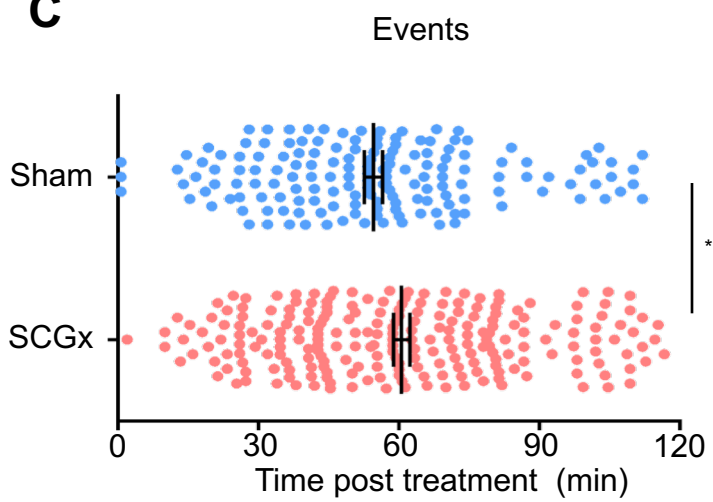 C
Events
Sham
*
SCGx
0 30 60 90 120
Time post treatment (min)